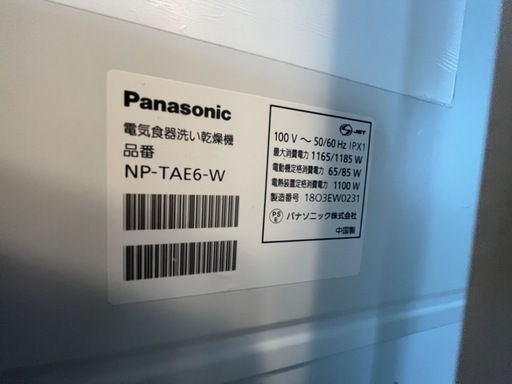 Panasonic
電気食器洗い乾燥機
品番
NP-TAE6-W
JET
100 V ～ 50/60 Hz IPX1
最大消費電力 1165/1185 W
電動機定格消費電力 65/85 W
電熱装置定格消費電力 1100 W
製造番号 1803EW0231
PS E パナソニック株式会社
中国製